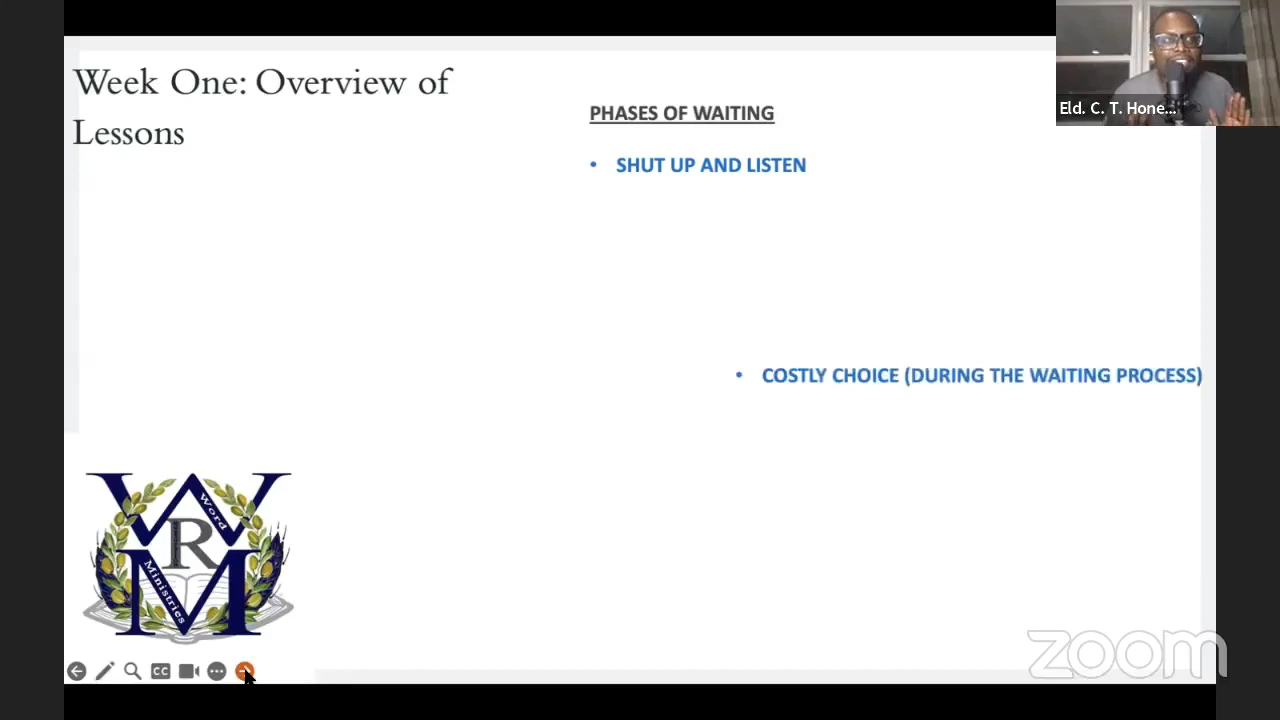 Week One: Overview of
Lessons
PHASES OF WAITING
• SHUT UP AND LISTEN
• COSTLY CHOICE (DURING THE WAITING PROCESS)
Eld. C. T. Hone...
W
Word
R
Ministries
M
CC
zoom